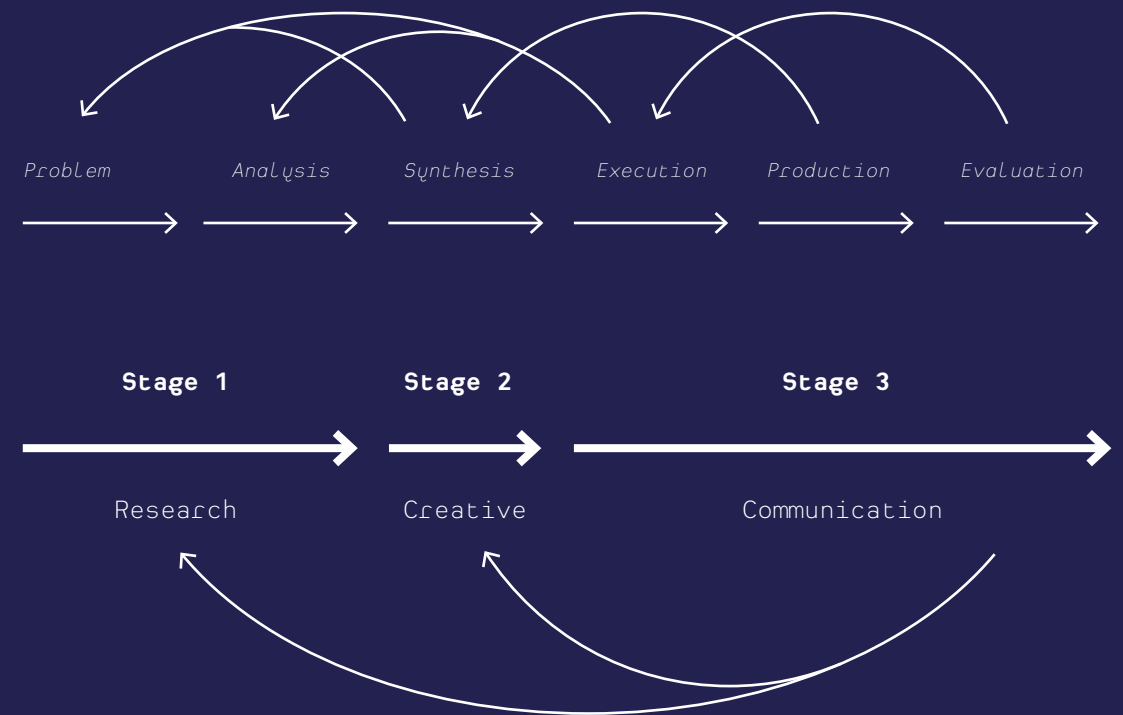 Problem Analysis Synthesis Execution Production Evaluation
Stage 1 Stage 2 Stage 3
Research Creative Communication